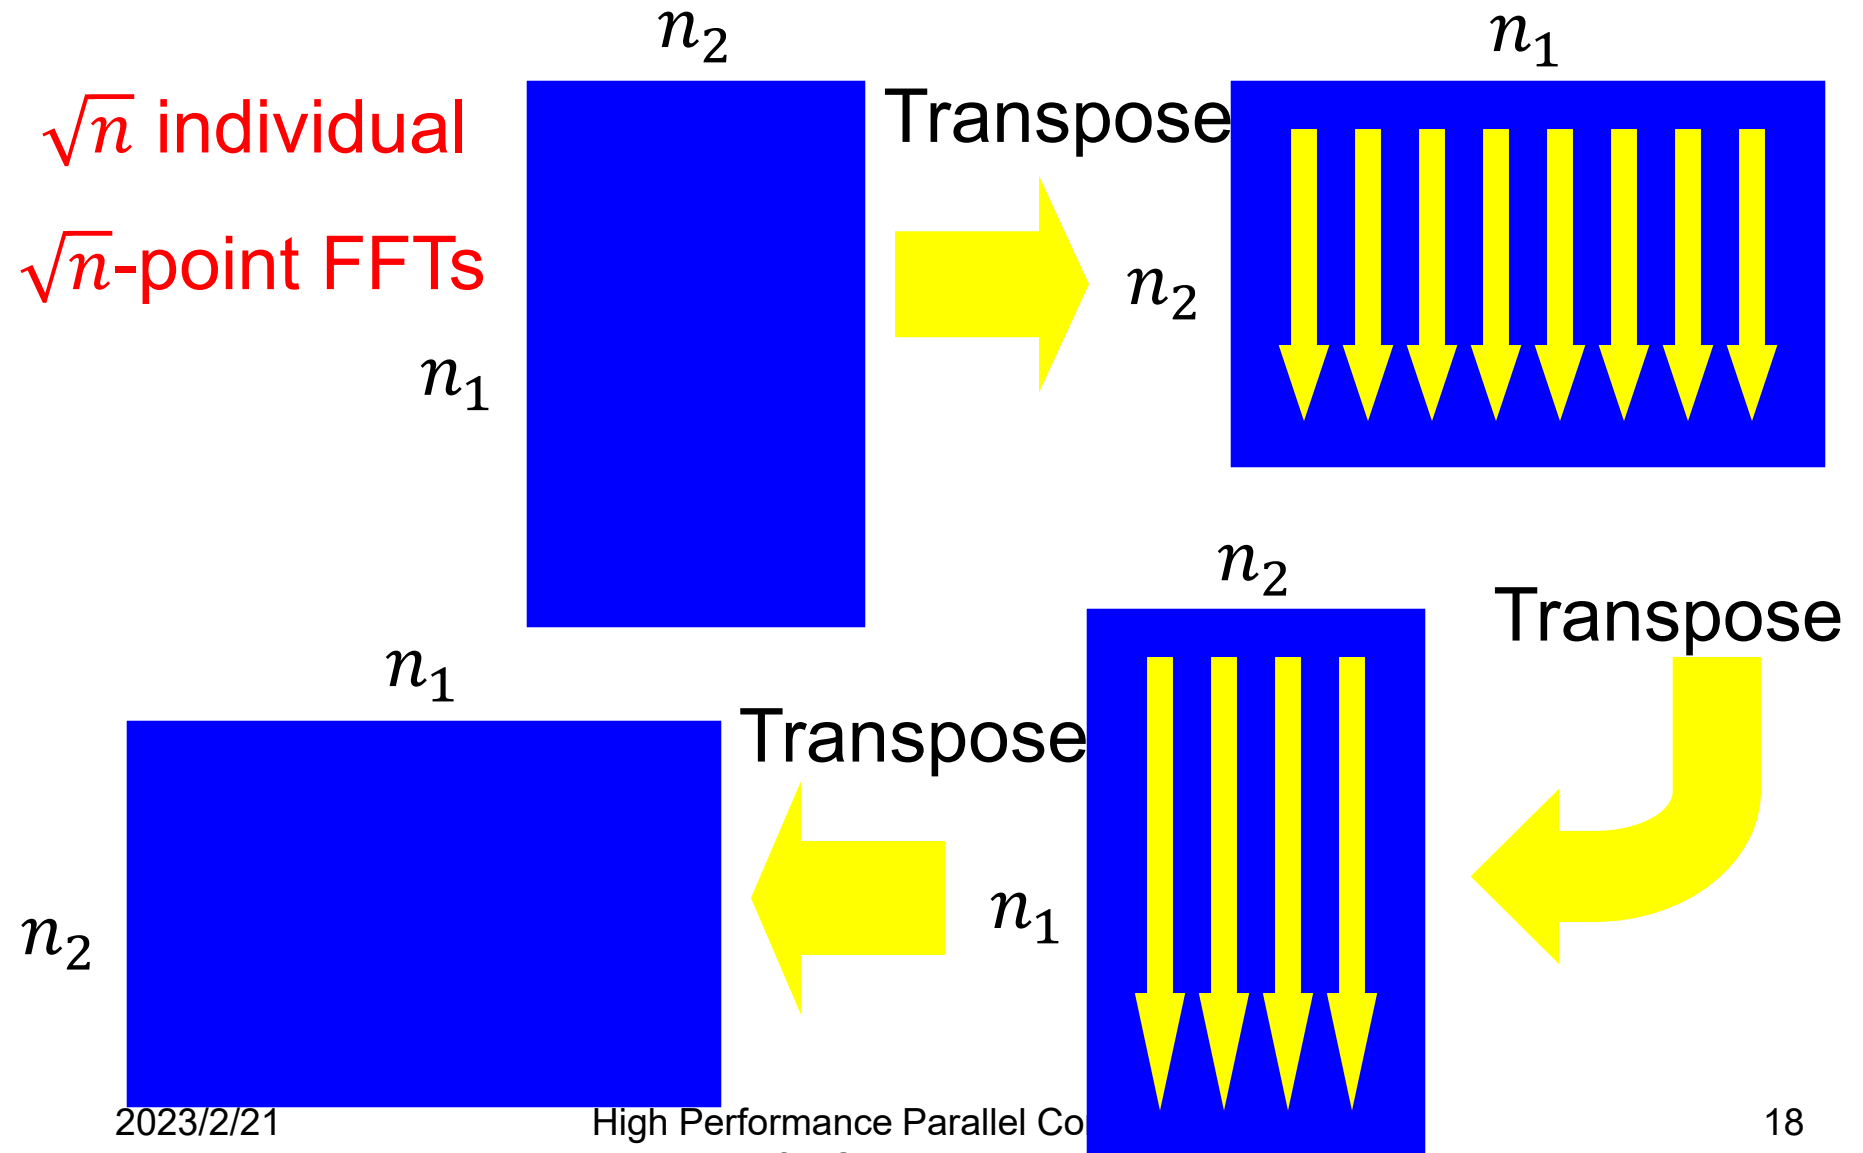 n₂
n₁
√n individual
Transpose
√n-point FFTs
n₂
n₁
n₂
Transpose
n₁
Transpose
n₁
n₂
2023/2/21
High Performance Parallel Co
18